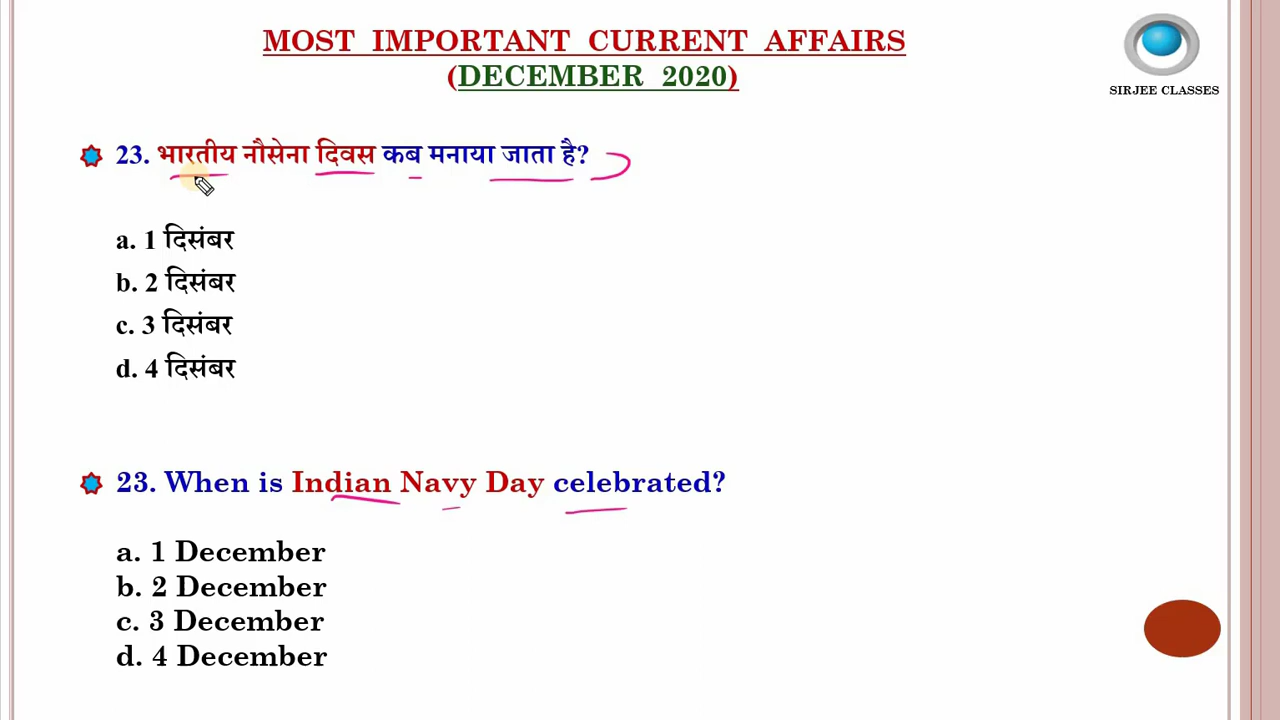 MOST IMPORTANT CURRENT AFFAIRS
(DECEMBER 2020)
SIRJEE CLASSES
23. भारतीय नौसेना दिवस कब मनाया जाता है?
a. 1 दिसंबर
b. 2 दिसंबर
c. 3 दिसंबर
d. 4 दिसंबर
23. When is Indian Navy Day celebrated?
a. 1 December
b. 2 December
c. 3 December
d. 4 December